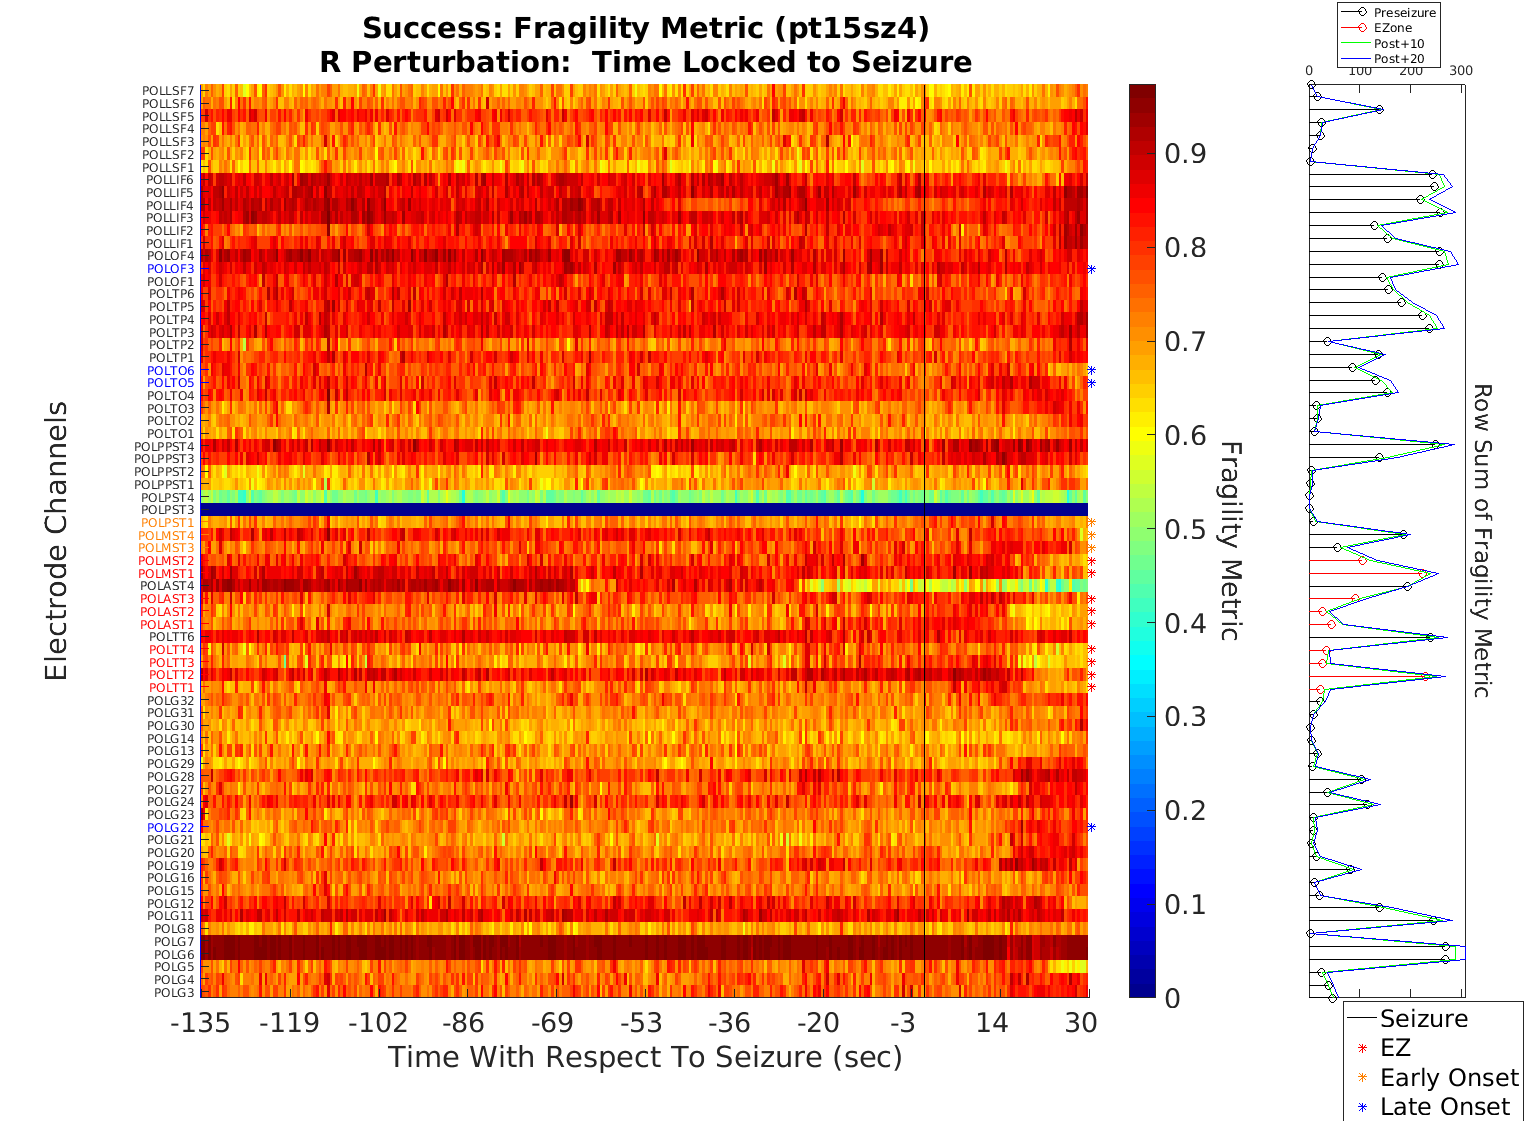 Success: Fragility Metric (pt15sz4)
R Perturbation:  Time Locked to Seizure
Electrode Channels
POLLSF7
POLLSF6
POLLSF5
POLLSF4
POLLSF3
POLLSF2
POLLSF1
POLLIF6
POLLIF5
POLLIF4
POLLIF3
POLLIF2
POLLIF1
POLOF4
POLOF3
POLOF1
POLTP6
POLTP5
POLTP4
POLTP3
POLTP2
POLTP1
POLTO6
POLTO5
POLTO4
POLTO3
POLTO2
POLTO1
POLPPST4
POLPPST3
POLPPST2
POLPPST1
POLPST4
POLPST3
POLPST1
POLMST4
POLMST3
POLMST2
POLMST1
POLAST4
POLAST3
POLAST2
POLAST1
POLTT6
POLTT4
POLTT3
POLTT2
POLTT1
POLG32
POLG31
POLG30
POLG14
POLG13
POLG29
POLG28
POLG27
POLG24
POLG23
POLG22
POLG21
POLG20
POLG19
POLG16
POLG15
POLG12
POLG11
POLG8
POLG7
POLG6
POLG5
POLG4
POLG3
-135 -119 -102 -86 -69 -53 -36 -20 -3 14 30
Time With Respect To Seizure (sec)
0.9
0.8
0.7
0.6
0.5
0.4
0.3
0.2
0.1
0
Fragility Metric
Preseizure
EZone
Post+10
Post+20
0 100 200 300
Row Sum of Fragility Metric
Seizure
EZ
Early Onset
Late Onset